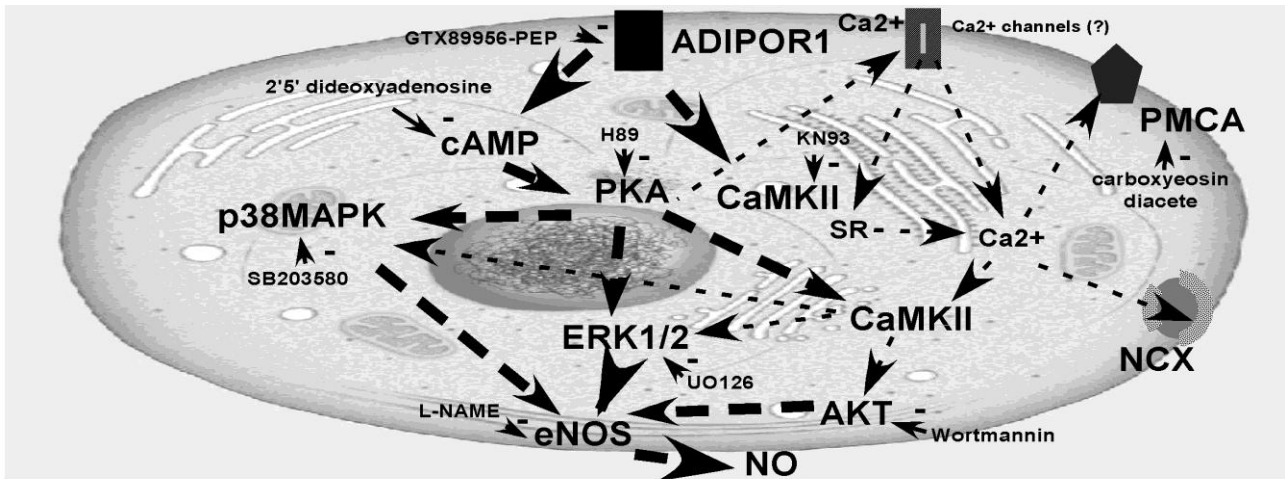 Ca2+
Ca2+ channels (?)
GTX89956-PEP
-
ADIPOR1
2'5' dideoxyadenosine
-
cAMP
H89
-
KN93
-
PMCA
-
carboxyeosin
diacete
PKA
CaMKII
p38MAPK
-
SB203580
SR
Ca2+
ERK1/2
CaMKII
NCX
-
UO126
L-NAME
-
eNOS
AKT
-
Wortmannin
NO